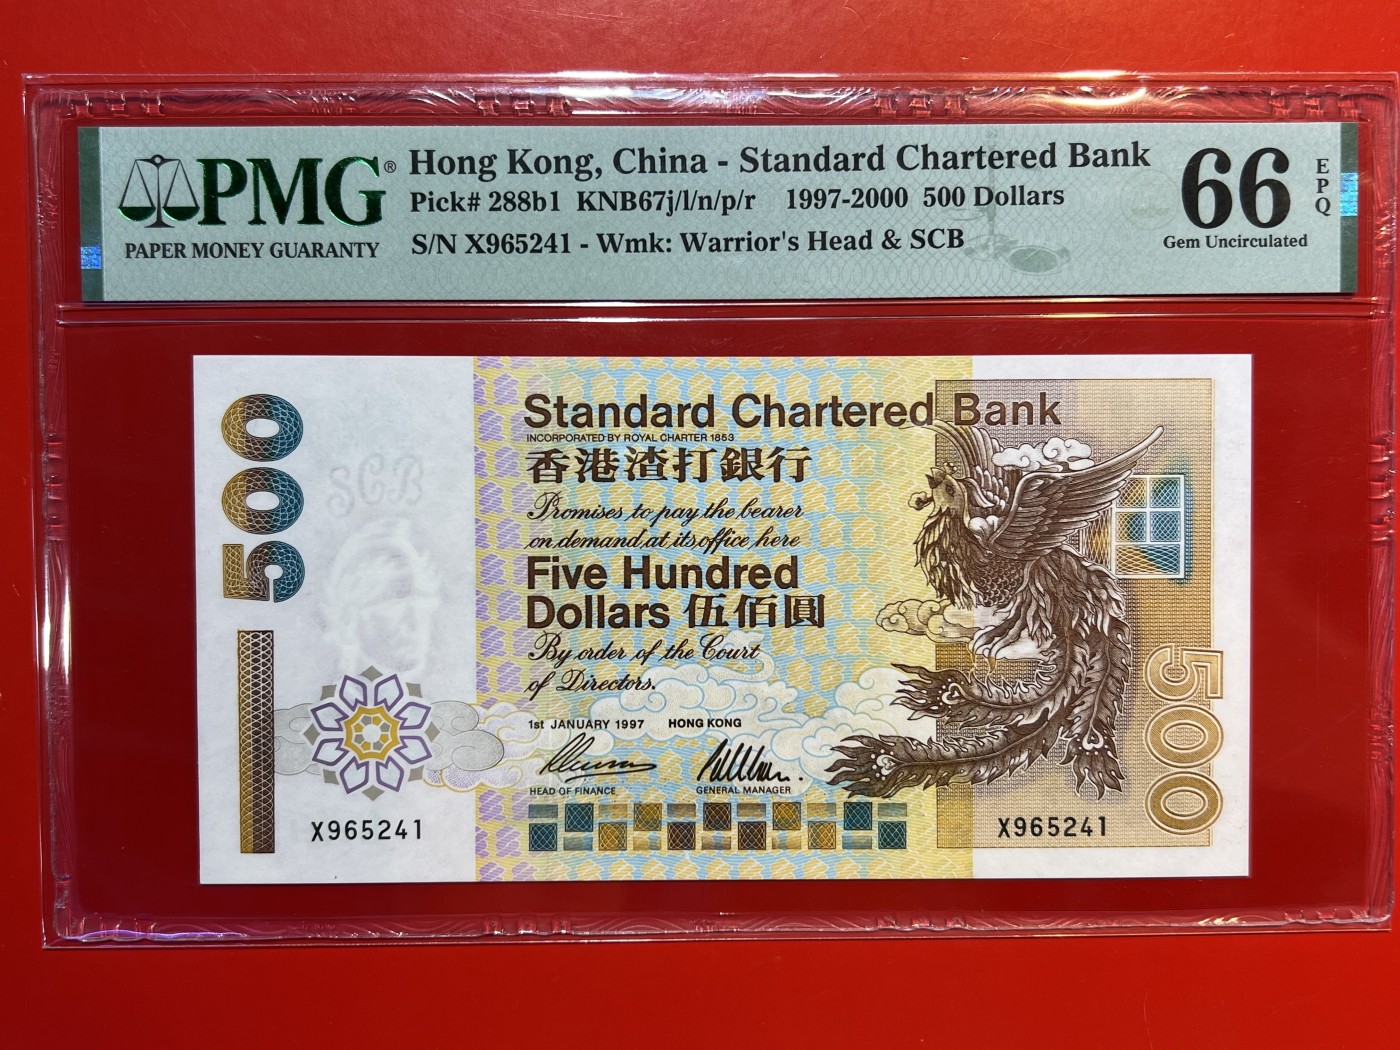 PMG®
PAPER MONEY GUARANTY
Hong Kong, China - Standard Chartered Bank
Pick# 288b1 KNB67j/l/n/p/r 1997-2000 500 Dollars
S/N X965241 - Wmk: Warrior's Head & SCB
66
EPQ
Gem Uncirculated
500
SCB
Standard Chartered Bank
INCORPORATED BY ROYAL CHARTER 1853
香港渣打銀行
Promises to pay the bearer
on demand at its office here
Five Hundred
Dollars 伍佰圓
By order of the Court
of Directors.
1st JANUARY 1997 HONG KONG
HEAD OF FINANCE GENERAL MANAGER
X965241
X965241
500